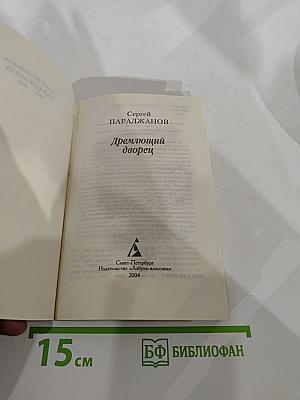 Сергей
ПАРАДЖАНОВ
Дремлющий
дворец
Санкт-Петербург
Издательство «Азбука-классика»
2004
15 см
БФ БИБЛИОФАН